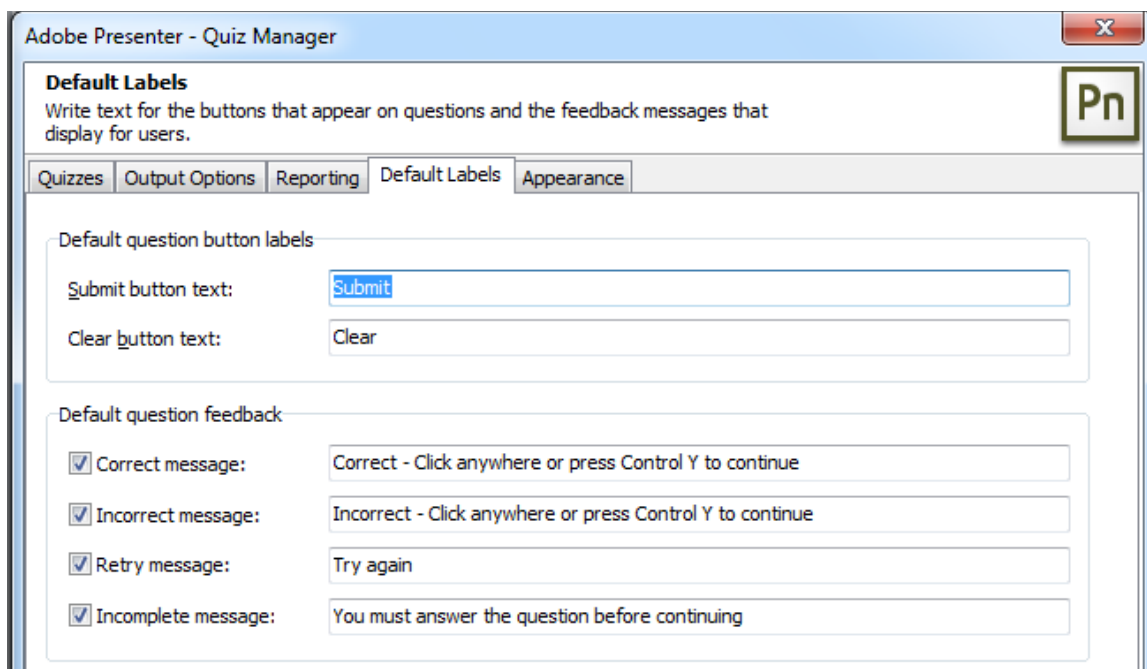 Adobe Presenter - Quiz Manager
Default Labels
Write text for the buttons that appear on questions and the feedback messages that
display for users.
Pn
Quizzes Output Options Reporting Default Labels Appearance
Default question button labels
Submit button text: Submit
Clear button text: Clear
Default question feedback
Correct message: Correct - Click anywhere or press Control Y to continue
Incorrect message: Incorrect - Click anywhere or press Control Y to continue
Retry message: Try again
Incomplete message: You must answer the question before continuing